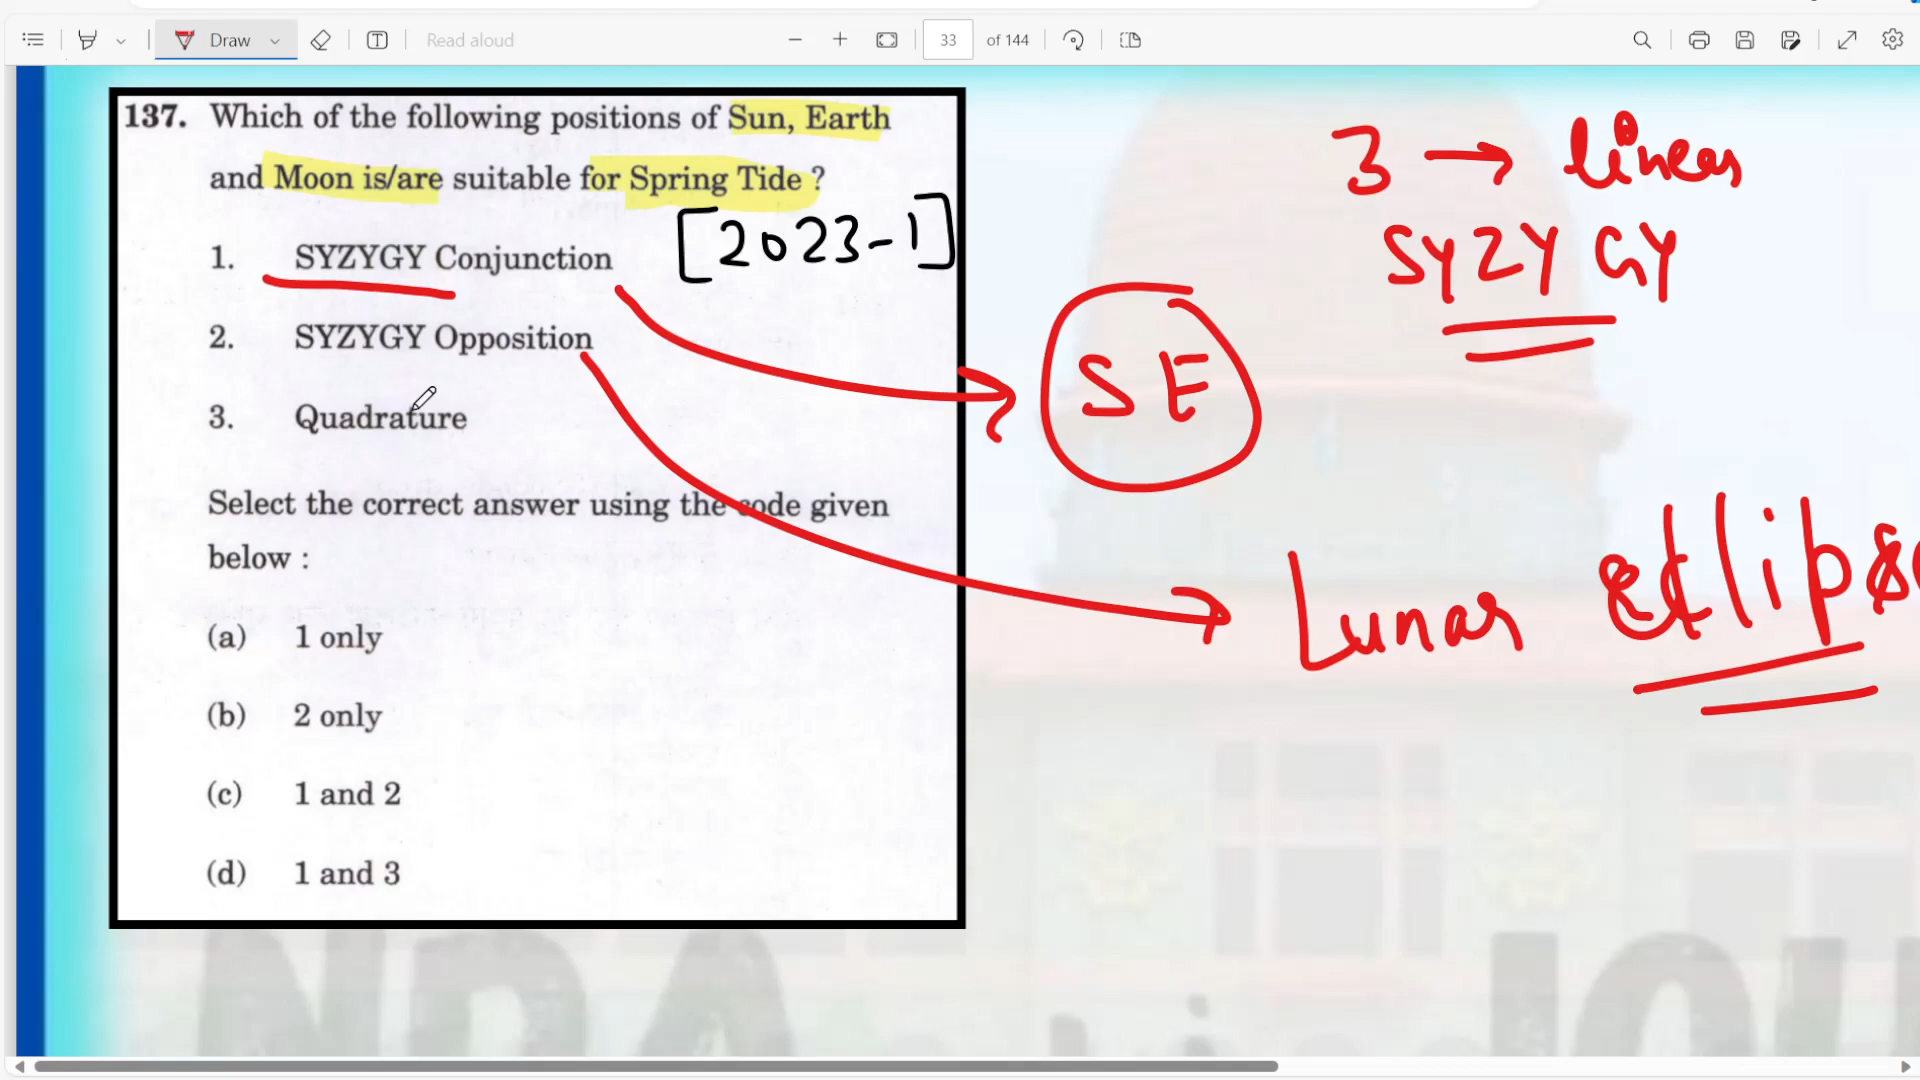 Draw
Read aloud
33 of 144
137. Which of the following positions of Sun, Earth
and Moon is/are suitable for Spring Tide ?
[2023-1]
1. SYZYGY Conjunction
2. SYZYGY Opposition
3. Quadrature
Select the correct answer using the code given
below :
(a) 1 only
(b) 2 only
(c) 1 and 2
(d) 1 and 3
3 → linear
SYZYGY
SE
Lunar
NDA